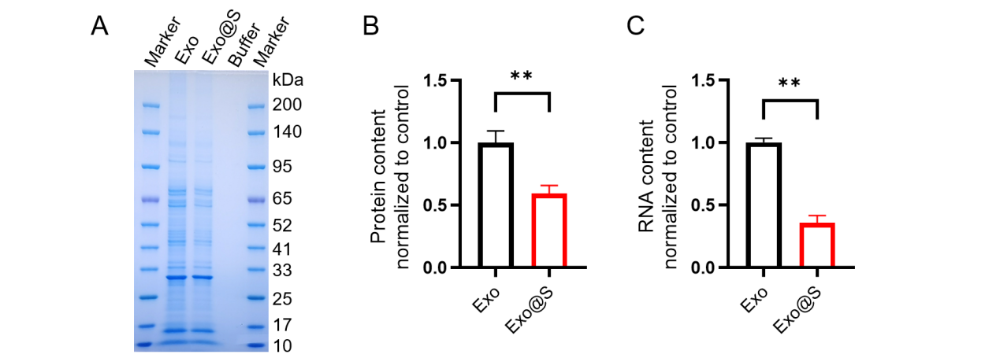 A
Marker
Exo
Exo@S
Buffer
Marker
kDa
200
140
95
65
52
41
33
25
17
10
B
Protein content
normalized to control
1.5
1.0
0.5
0.0
**
Exo
Exo@S
C
RNA content
normalized to control
1.5
1.0
0.5
0.0
**
Exo
Exo@S